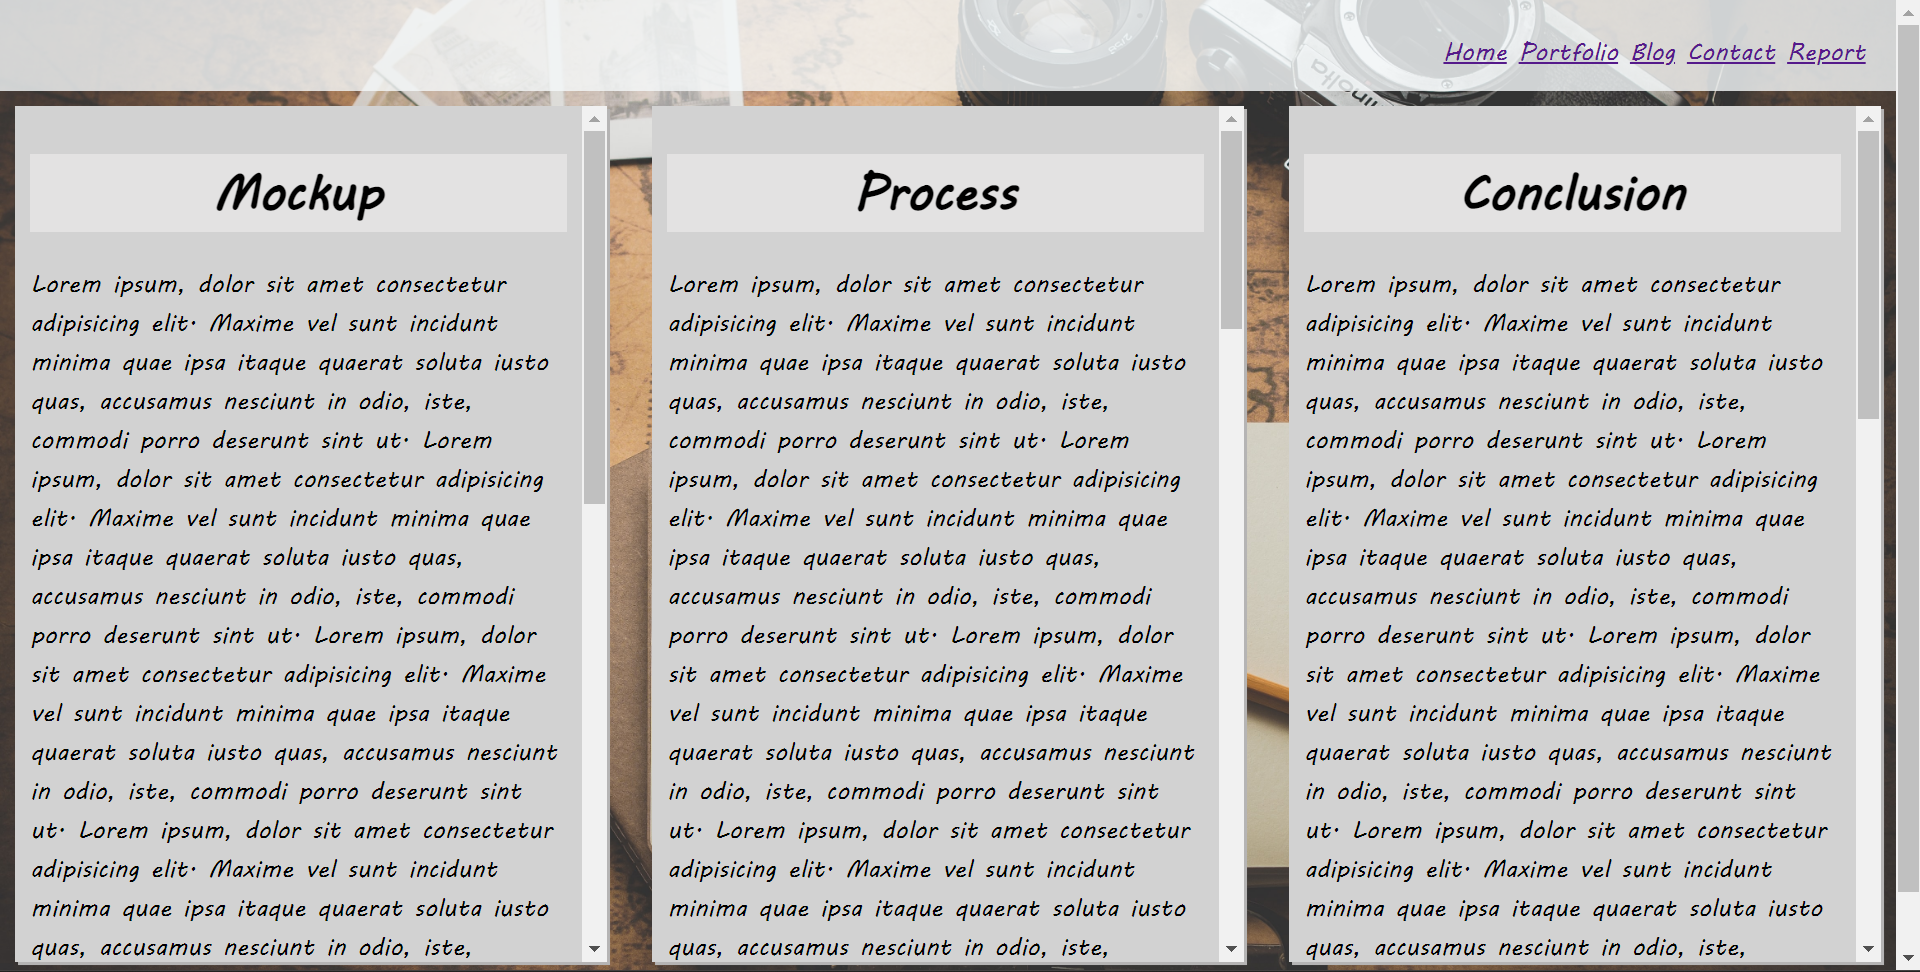 Home Portfolio Blog Contact Report
minolta
Mockup
Lorem ipsum, dolor sit amet consectetur
adipisicing elit. Maxime vel sunt incidunt
minima quae ipsa itaque quaerat soluta iusto
quas, accusamus nesciunt in odio, iste,
commodi porro deserunt sint ut. Lorem
ipsum, dolor sit amet consectetur adipisicing
elit. Maxime vel sunt incidunt minima quae
ipsa itaque quaerat soluta iusto quas,
accusamus nesciunt in odio, iste, commodi
porro deserunt sint ut. Lorem ipsum, dolor
sit amet consectetur adipisicing elit. Maxime
vel sunt incidunt minima quae ipsa itaque
quaerat soluta iusto quas, accusamus nesciunt
in odio, iste, commodi porro deserunt sint
ut. Lorem ipsum, dolor sit amet consectetur
adipisicing elit. Maxime vel sunt incidunt
minima quae ipsa itaque quaerat soluta iusto
quas, accusamus nesciunt in odio, iste,
Process
Lorem ipsum, dolor sit amet consectetur
adipisicing elit. Maxime vel sunt incidunt
minima quae ipsa itaque quaerat soluta iusto
quas, accusamus nesciunt in odio, iste,
commodi porro deserunt sint ut. Lorem
ipsum, dolor sit amet consectetur adipisicing
elit. Maxime vel sunt incidunt minima quae
ipsa itaque quaerat soluta iusto quas,
accusamus nesciunt in odio, iste, commodi
porro deserunt sint ut. Lorem ipsum, dolor
sit amet consectetur adipisicing elit. Maxime
vel sunt incidunt minima quae ipsa itaque
quaerat soluta iusto quas, accusamus nesciunt
in odio, iste, commodi porro deserunt sint
ut. Lorem ipsum, dolor sit amet consectetur
adipisicing elit. Maxime vel sunt incidunt
minima quae ipsa itaque quaerat soluta iusto
quas, accusamus nesciunt in odio, iste,
Conclusion
Lorem ipsum, dolor sit amet consectetur
adipisicing elit. Maxime vel sunt incidunt
minima quae ipsa itaque quaerat soluta iusto
quas, accusamus nesciunt in odio, iste,
commodi porro deserunt sint ut. Lorem
ipsum, dolor sit amet consectetur adipisicing
elit. Maxime vel sunt incidunt minima quae
ipsa itaque quaerat soluta iusto quas,
accusamus nesciunt in odio, iste, commodi
porro deserunt sint ut. Lorem ipsum, dolor
sit amet consectetur adipisicing elit. Maxime
vel sunt incidunt minima quae ipsa itaque
quaerat soluta iusto quas, accusamus nesciunt
in odio, iste, commodi porro deserunt sint
ut. Lorem ipsum, dolor sit amet consectetur
adipisicing elit. Maxime vel sunt incidunt
minima quae ipsa itaque quaerat soluta iusto
quas, accusamus nesciunt in odio, iste,